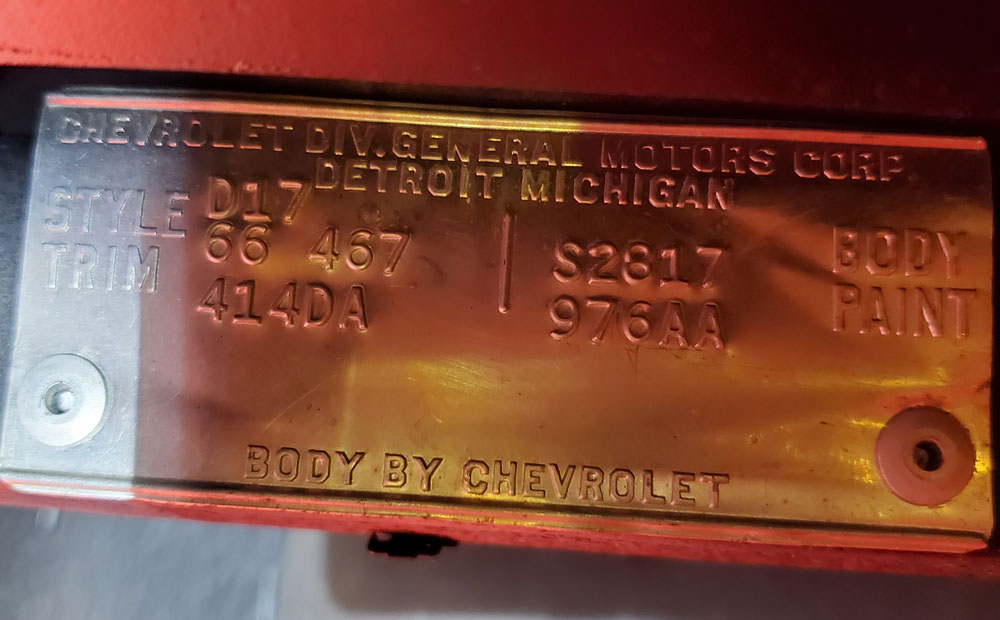 CHEVROLET DIV. GENERAL MOTORS CORP.
DETROIT MICHIGAN
D17
STYLE 66 467 S2817 BODY
TRIM 414DA 976AA PAINT
BODY BY CHEVROLET